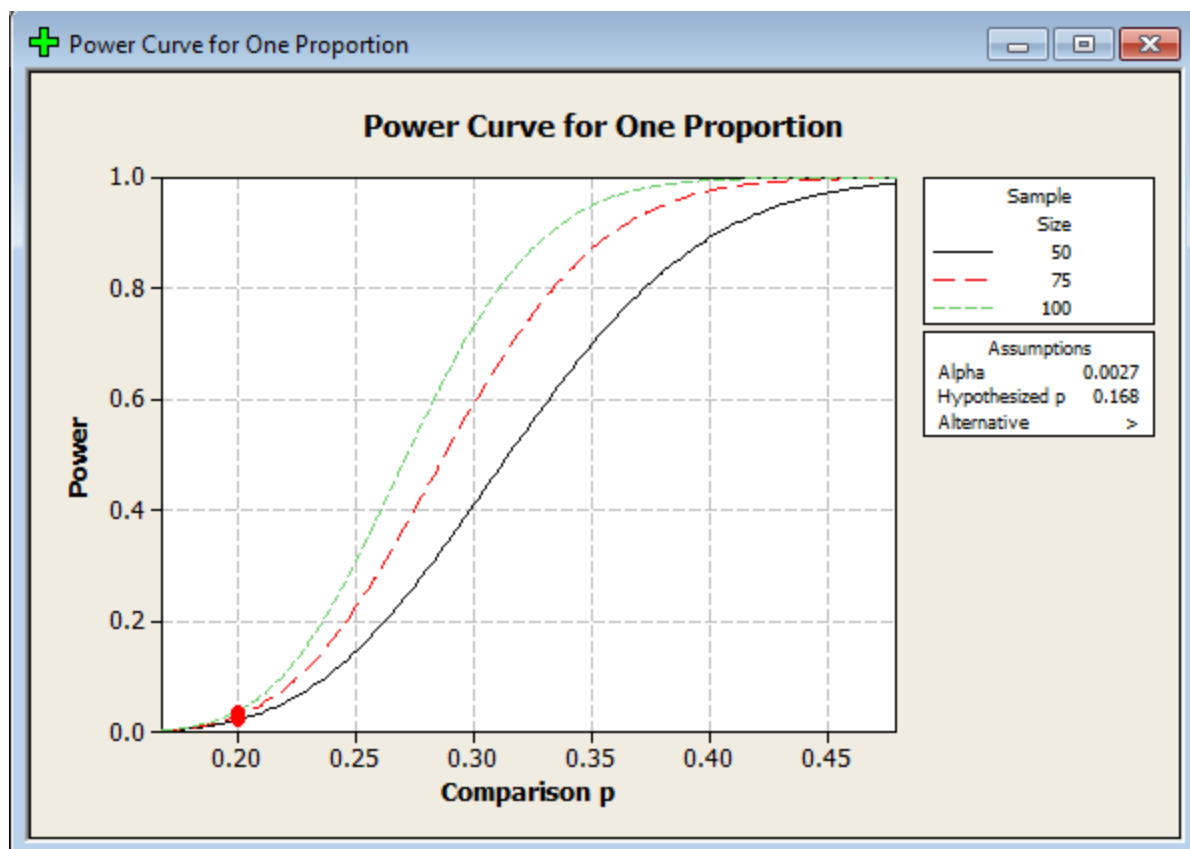 Power Curve for One Proportion
Power Curve for One Proportion
1.0
0.8
0.6
0.4
0.2
0.0
Power
0.20 0.25 0.30 0.35 0.40 0.45
Comparison p
Sample
Size
50
75
100
Assumptions
Alpha 0.0027
Hypothesized p 0.168
Alternative >